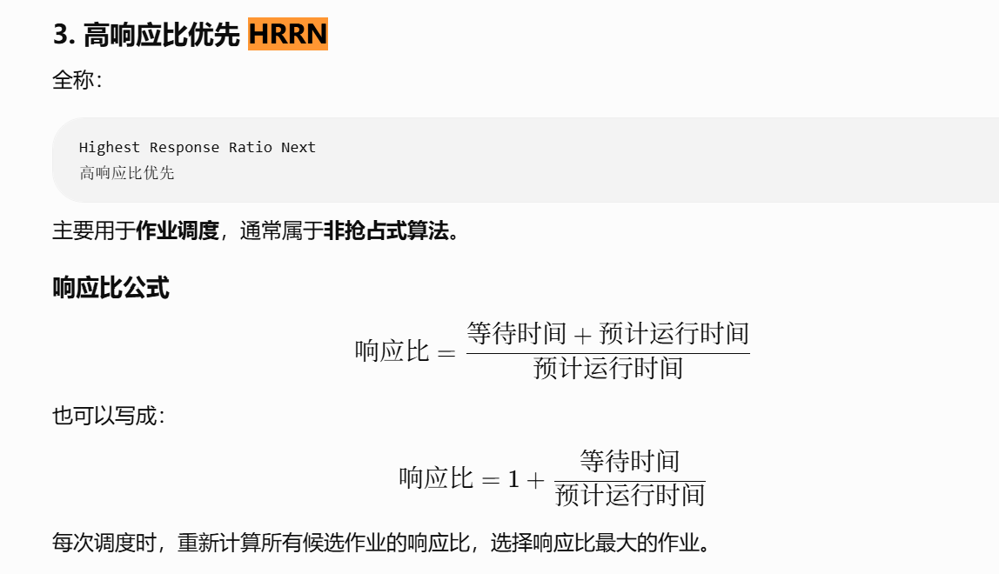 3. 高响应比优先 HRRN
全称：
Highest Response Ratio Next
高响应比优先
主要用于作业调度，通常属于非抢占式算法。
响应比公式
响应比 = (等待时间 + 预计运行时间) / 预计运行时间
也可以写成：
响应比 = 1 + 等待时间 / 预计运行时间
每次调度时，重新计算所有候选作业的响应比，选择响应比最大的作业。